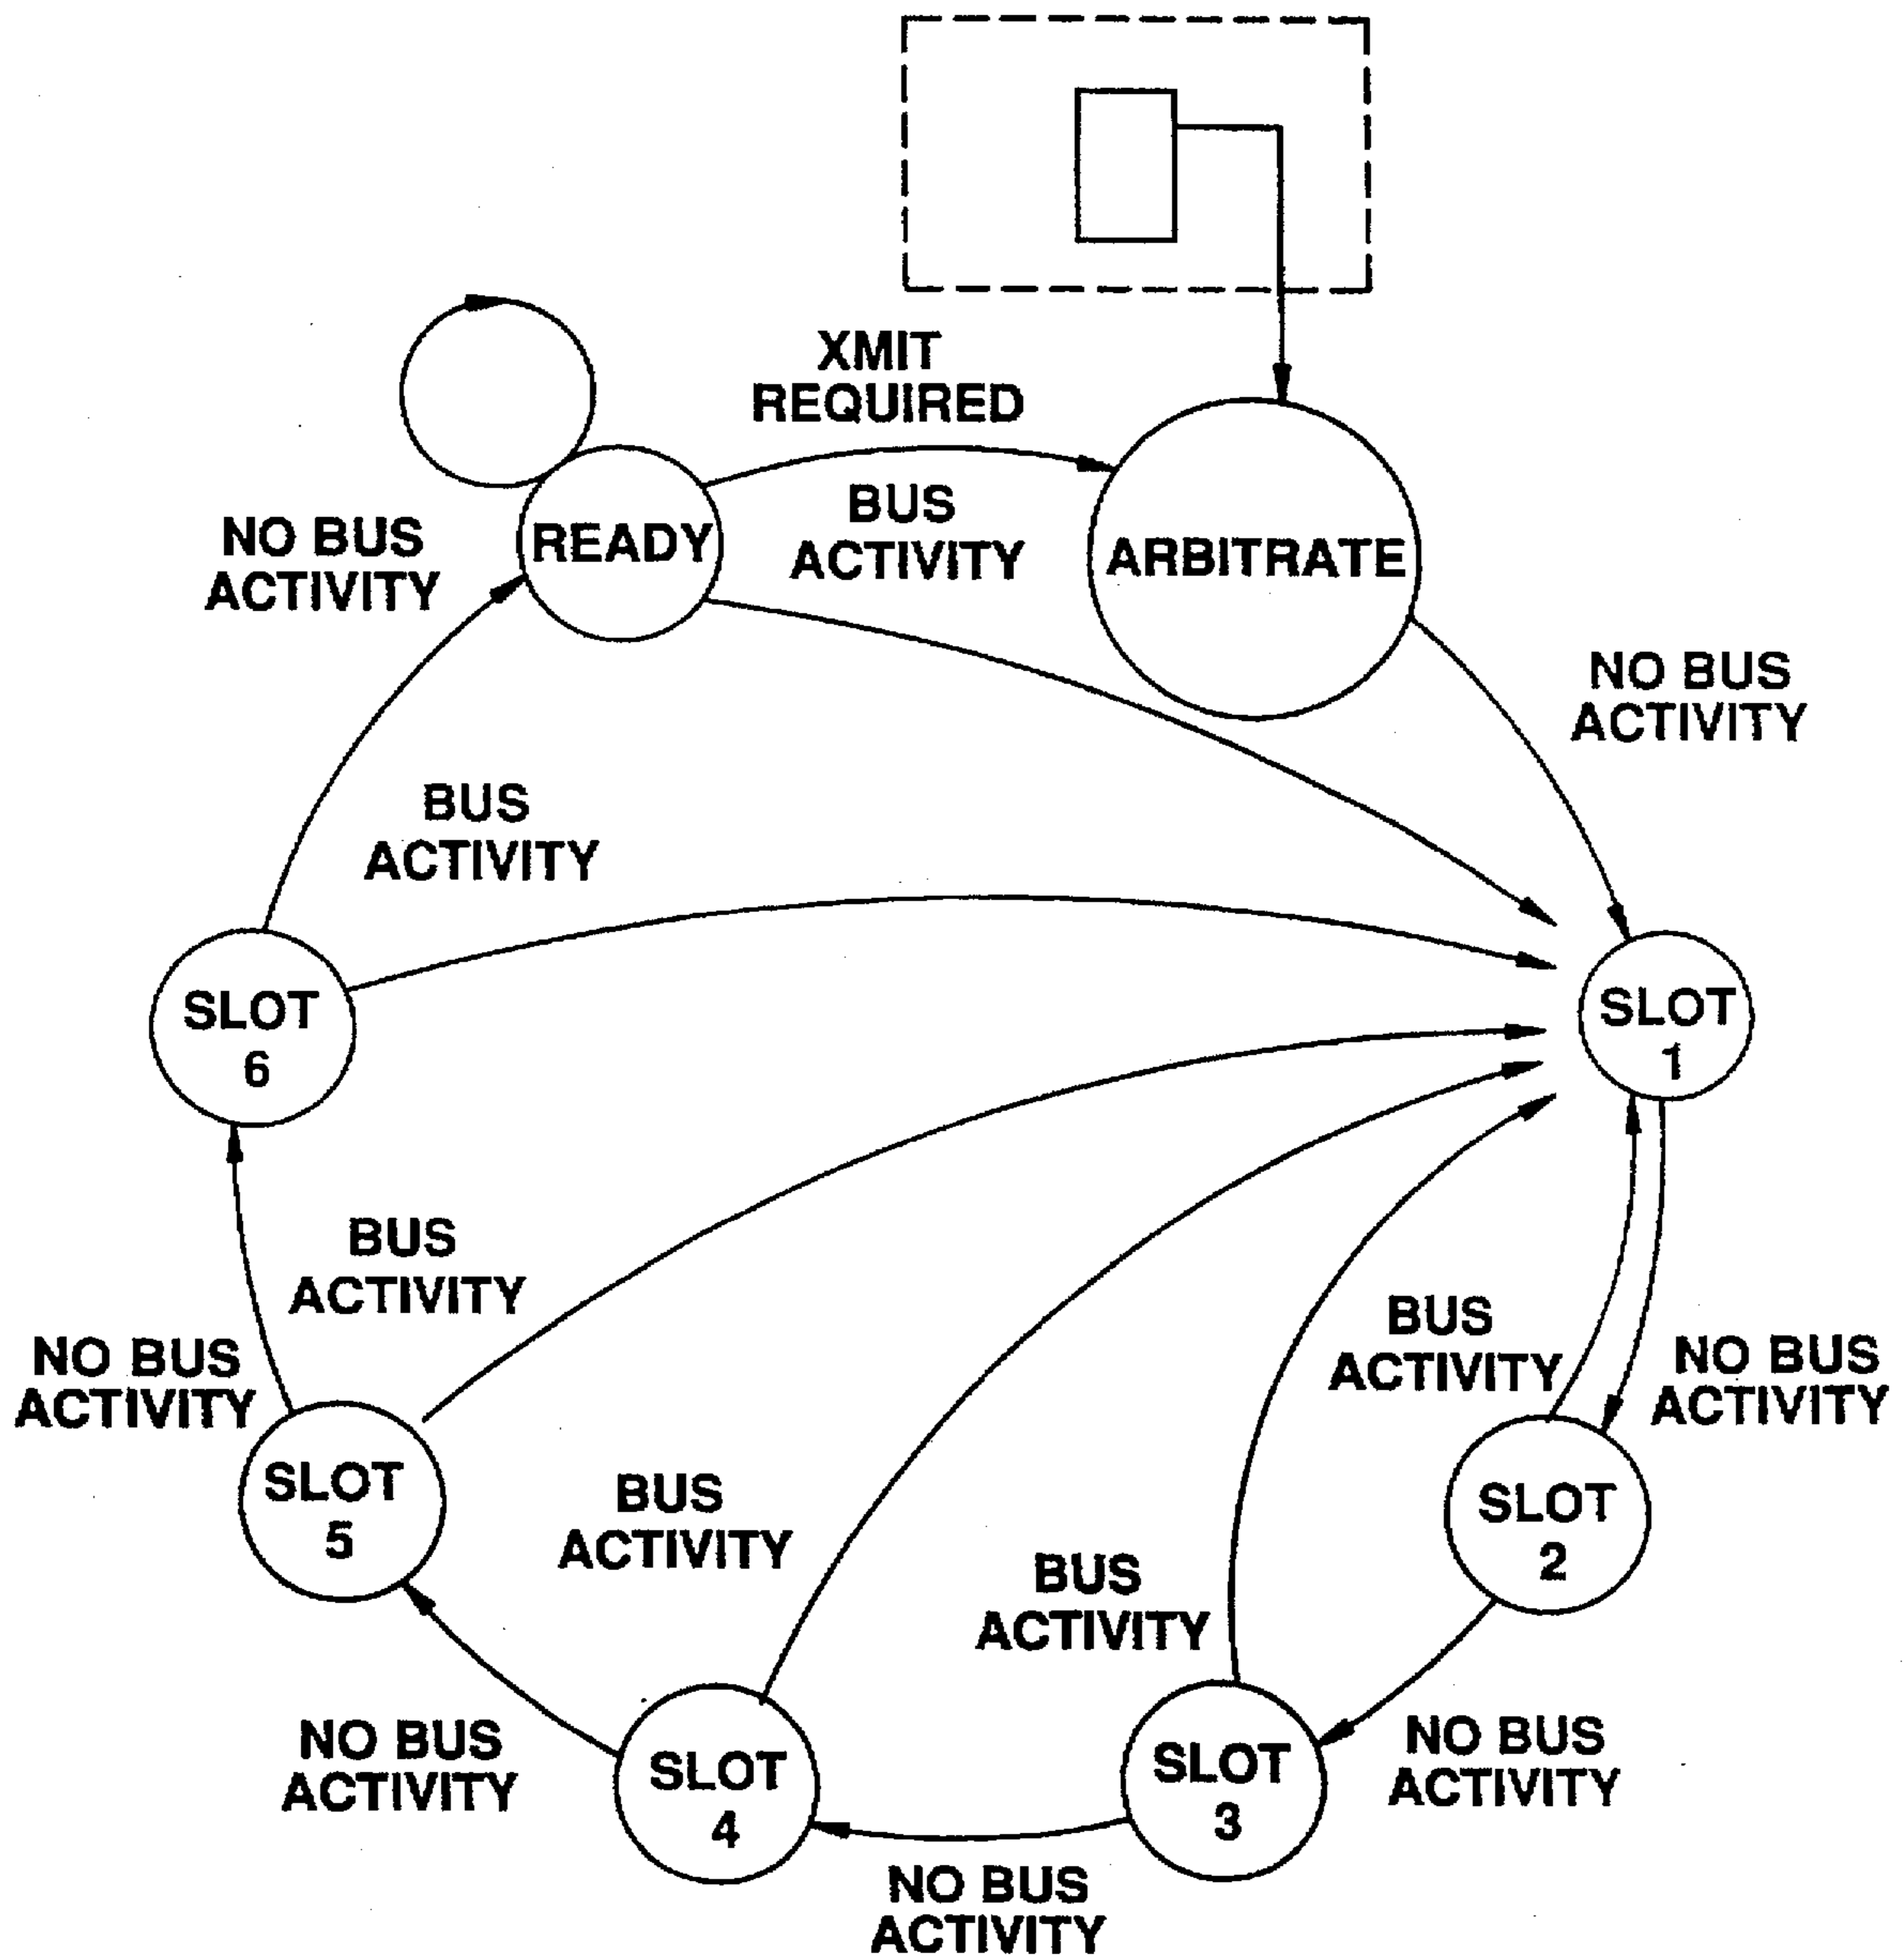 XMIT
REQUIRED
BUS
ACTIVITY
NO BUS
ACTIVITY
READY
ARBITRATE
NO BUS
ACTIVITY
BUS
ACTIVITY
SLOT
6
SLOT
1
BUS
ACTIVITY
NO BUS
ACTIVITY
BUS
ACTIVITY
NO BUS
ACTIVITY
SLOT
5
BUS
ACTIVITY
SLOT
2
BUS
ACTIVITY
NO BUS
ACTIVITY
SLOT
4
SLOT
3
NO BUS
ACTIVITY
NO BUS
ACTIVITY